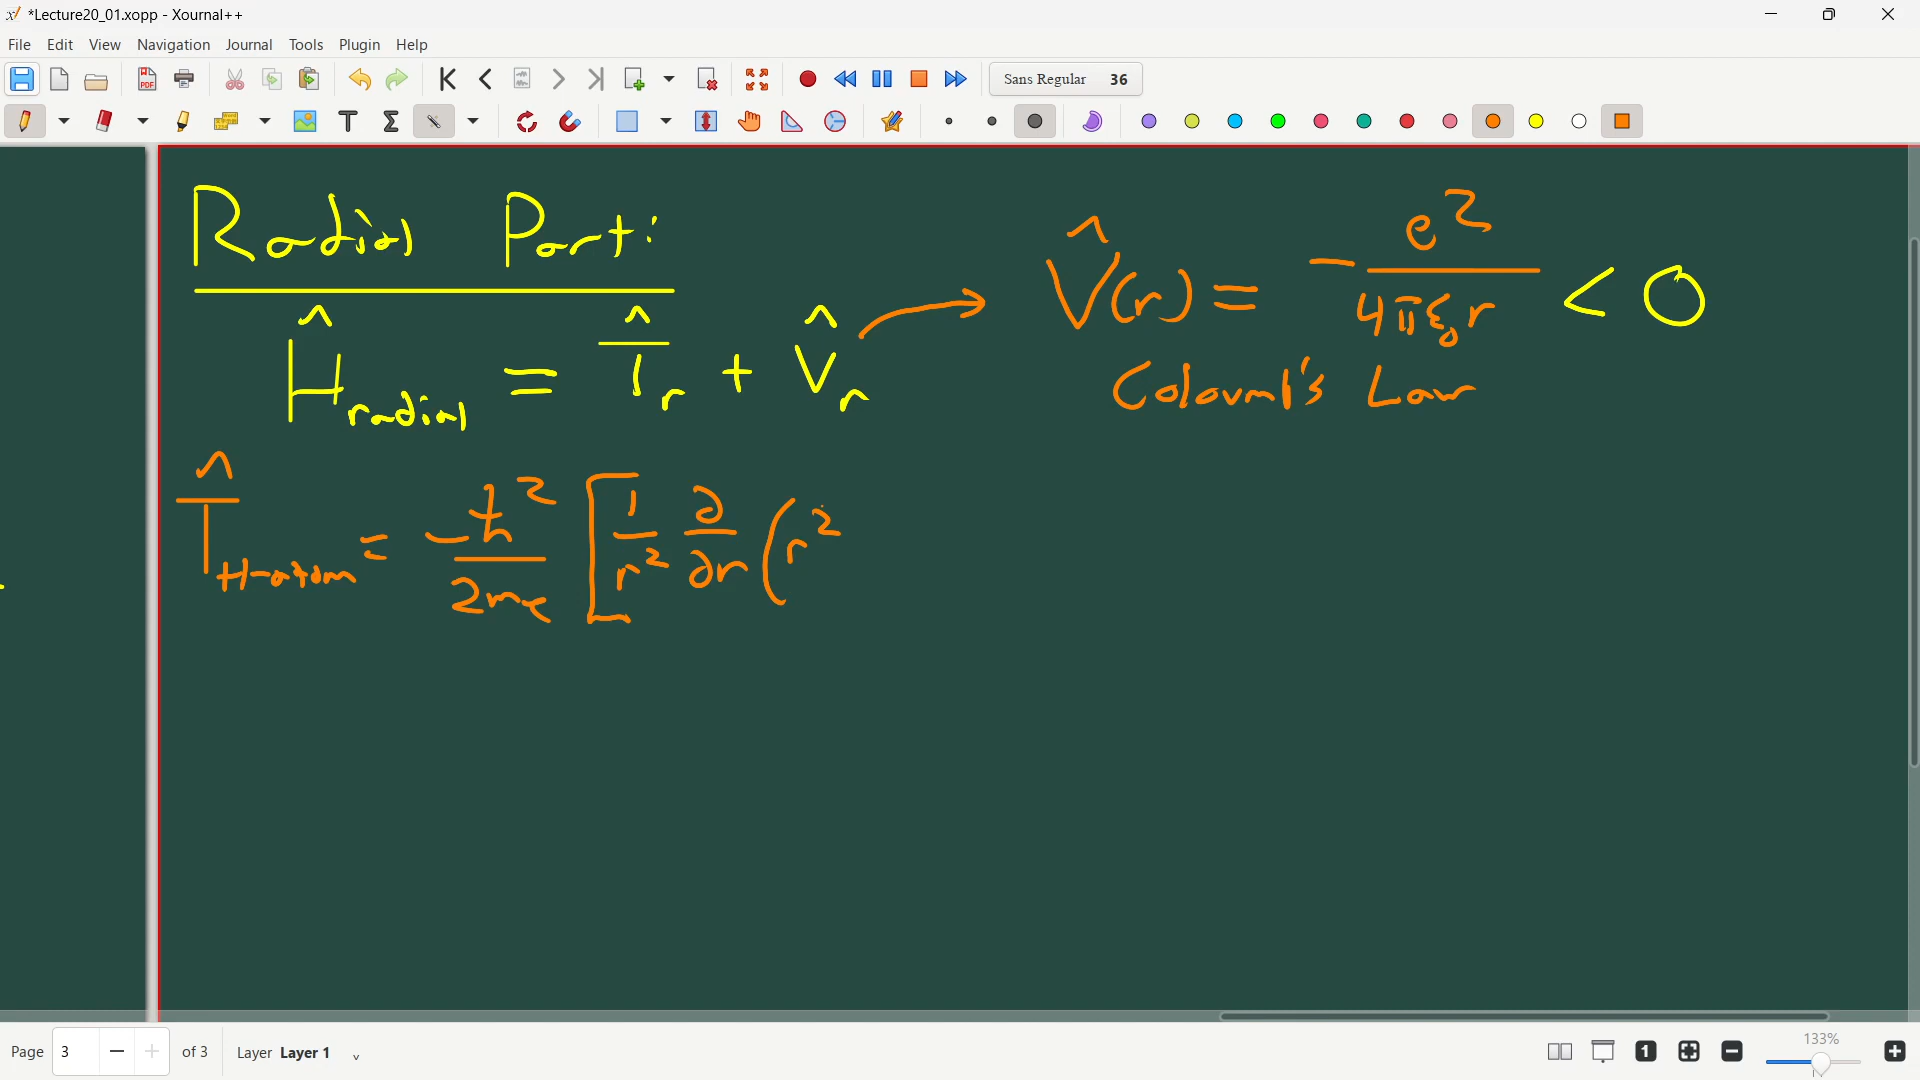 *Lecture20_01.xopp - Xournal++
File Edit View Navigation Journal Tools Plugin Help
Sans Regular 36
Radial Part:
Ĥradial = T̂r + V̂r
V̂(r) = -e²/4πε₀r < 0
Coloumb's Law
T̂H-atom = -ħ²/2me [1/r² ∂/∂r (r²
Page 3 of 3 Layer Layer 1 133%